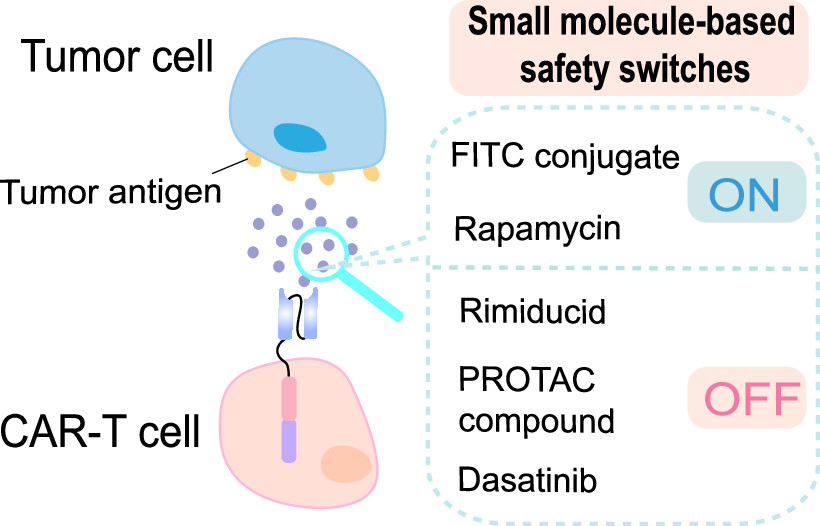 Tumor cell
Tumor antigen
CAR-T cell
Small molecule-based
safety switches
FITC conjugate
Rapamycin
ON
Rimiducid
PROTAC
compound
Dasatinib
OFF